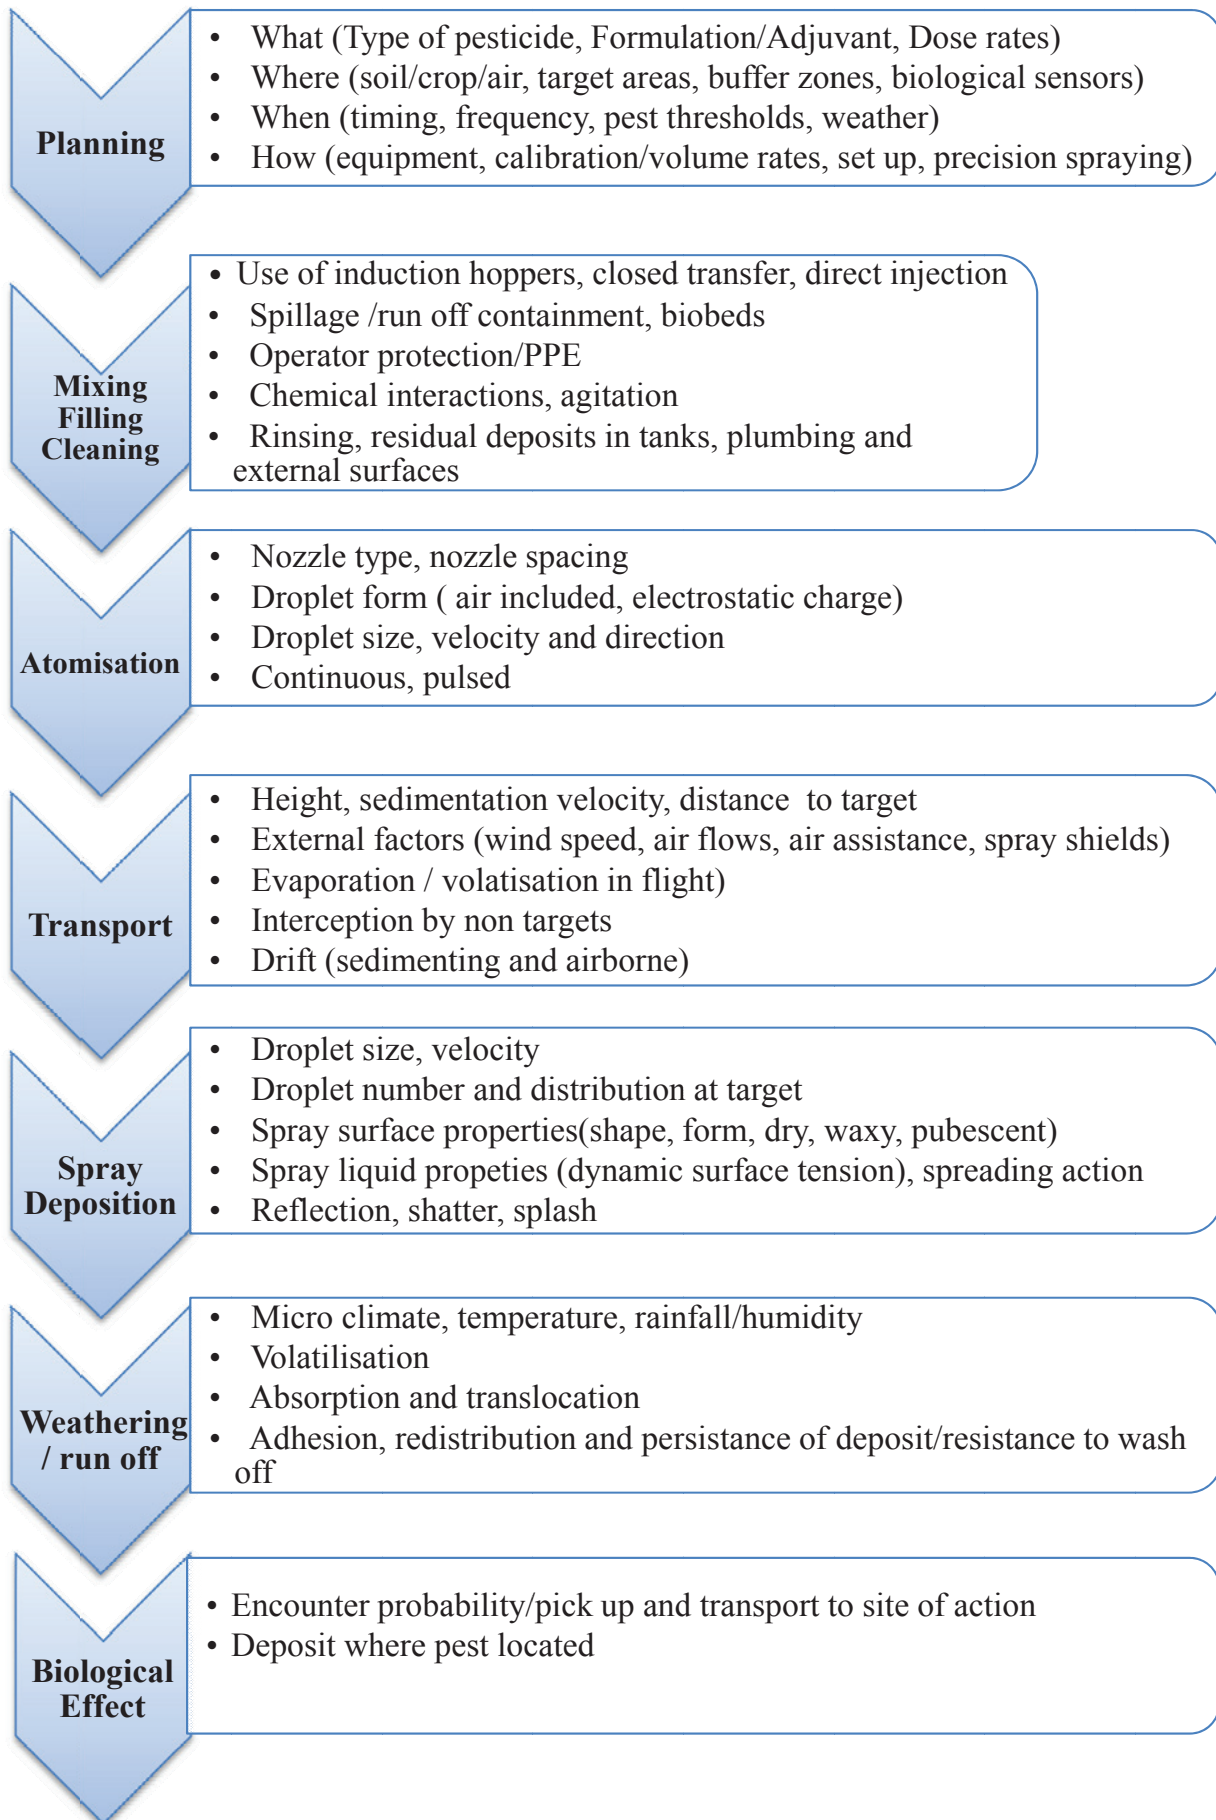 Planning
• What (Type of pesticide, Formulation/Adjuvant, Dose rates)
• Where (soil/crop/air, target areas, buffer zones, biological sensors)
• When (timing, frequency, pest thresholds, weather)
• How (equipment, calibration/volume rates, set up, precision spraying)
Mixing
Filling
Cleaning
• Use of induction hoppers, closed transfer, direct injection
• Spillage /run off containment, biobeds
• Operator protection/PPE
• Chemical interactions, agitation
• Rinsing, residual deposits in tanks, plumbing and
external surfaces
Atomisation
• Nozzle type, nozzle spacing
• Droplet form ( air included, electrostatic charge)
• Droplet size, velocity and direction
• Continuous, pulsed
Transport
• Height, sedimentation velocity, distance to target
• External factors (wind speed, air flows, air assistance, spray shields)
• Evaporation / volatisation in flight)
• Interception by non targets
• Drift (sedimenting and airborne)
Spray
Deposition
• Droplet size, velocity
• Droplet number and distribution at target
• Spray surface properties(shape, form, dry, waxy, pubescent)
• Spray liquid propeties (dynamic surface tension), spreading action
• Reflection, shatter, splash
Weathering
/ run off
• Micro climate, temperature, rainfall/humidity
• Volatilisation
• Absorption and translocation
• Adhesion, redistribution and persistance of deposit/resistance to wash
off
Biological
Effect
• Encounter probability/pick up and transport to site of action
• Deposit where pest located